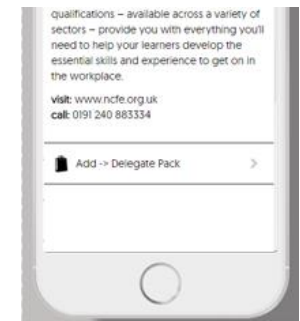 qualifications – available across a variety of
sectors – provide you with everything you'll
need to help your learners develop the
essential skills and experience to get on in
the workplace.
visit: www.ncfe.org.uk
call: 0191 240 883334
Add -> Delegate Pack